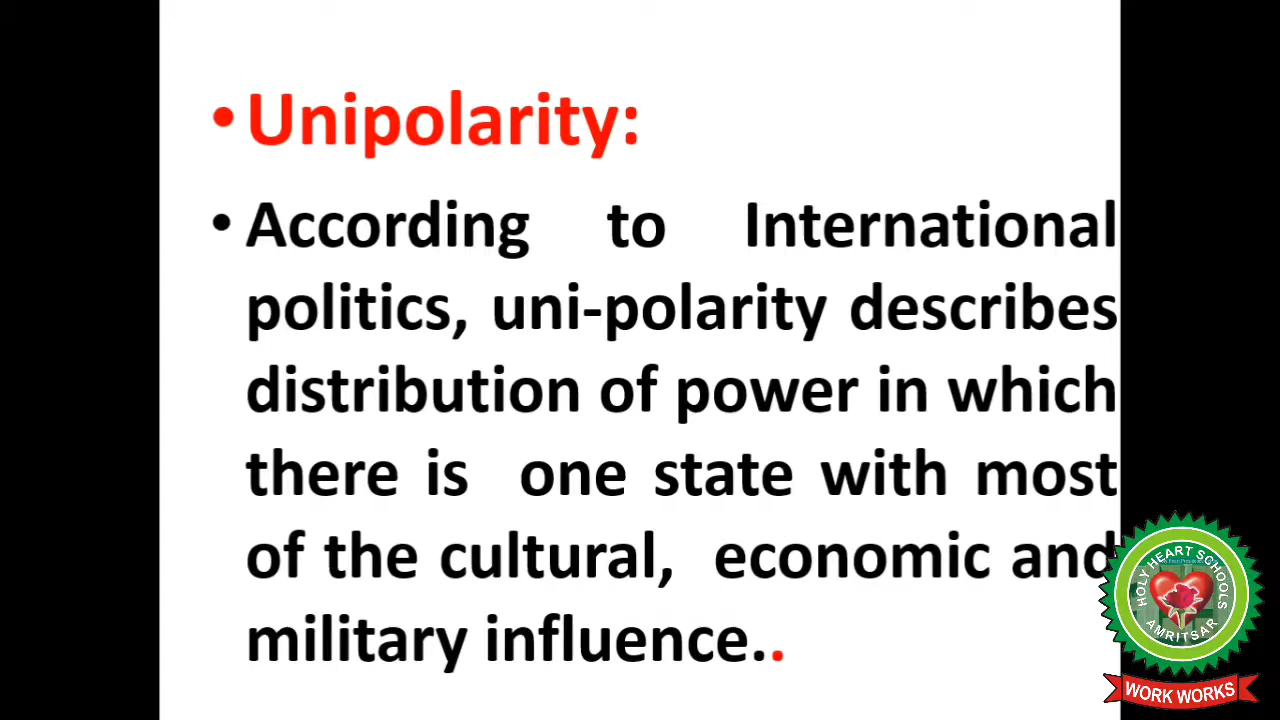 • Unipolarity:
• According to International
politics, uni-polarity describes
distribution of power in which
there is one state with most
of the cultural, economic and
military influence..
HOLY HEART SCHOOLS
AMRITSAR
WORK WORKS